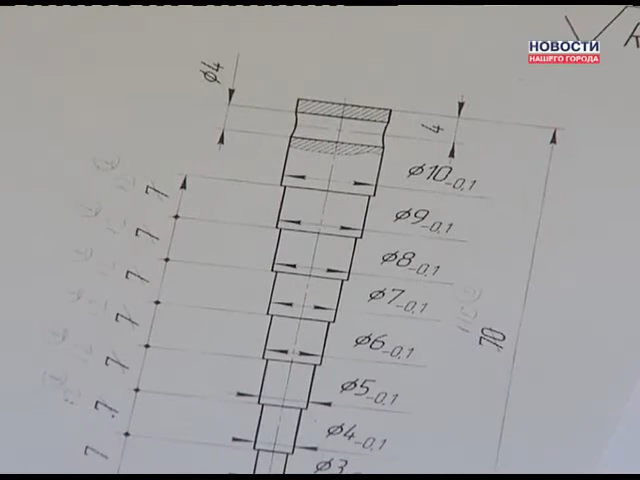 НОВОСТИ
НАШЕГО ГОРОДА
ø4
4
ø10-0,1
7
ø9-0,1
7
ø8-0,1
7
ø7-0,1
7
ø6-0,1
7
ø5-0,1
7
ø4-0,1
7
ø3
70